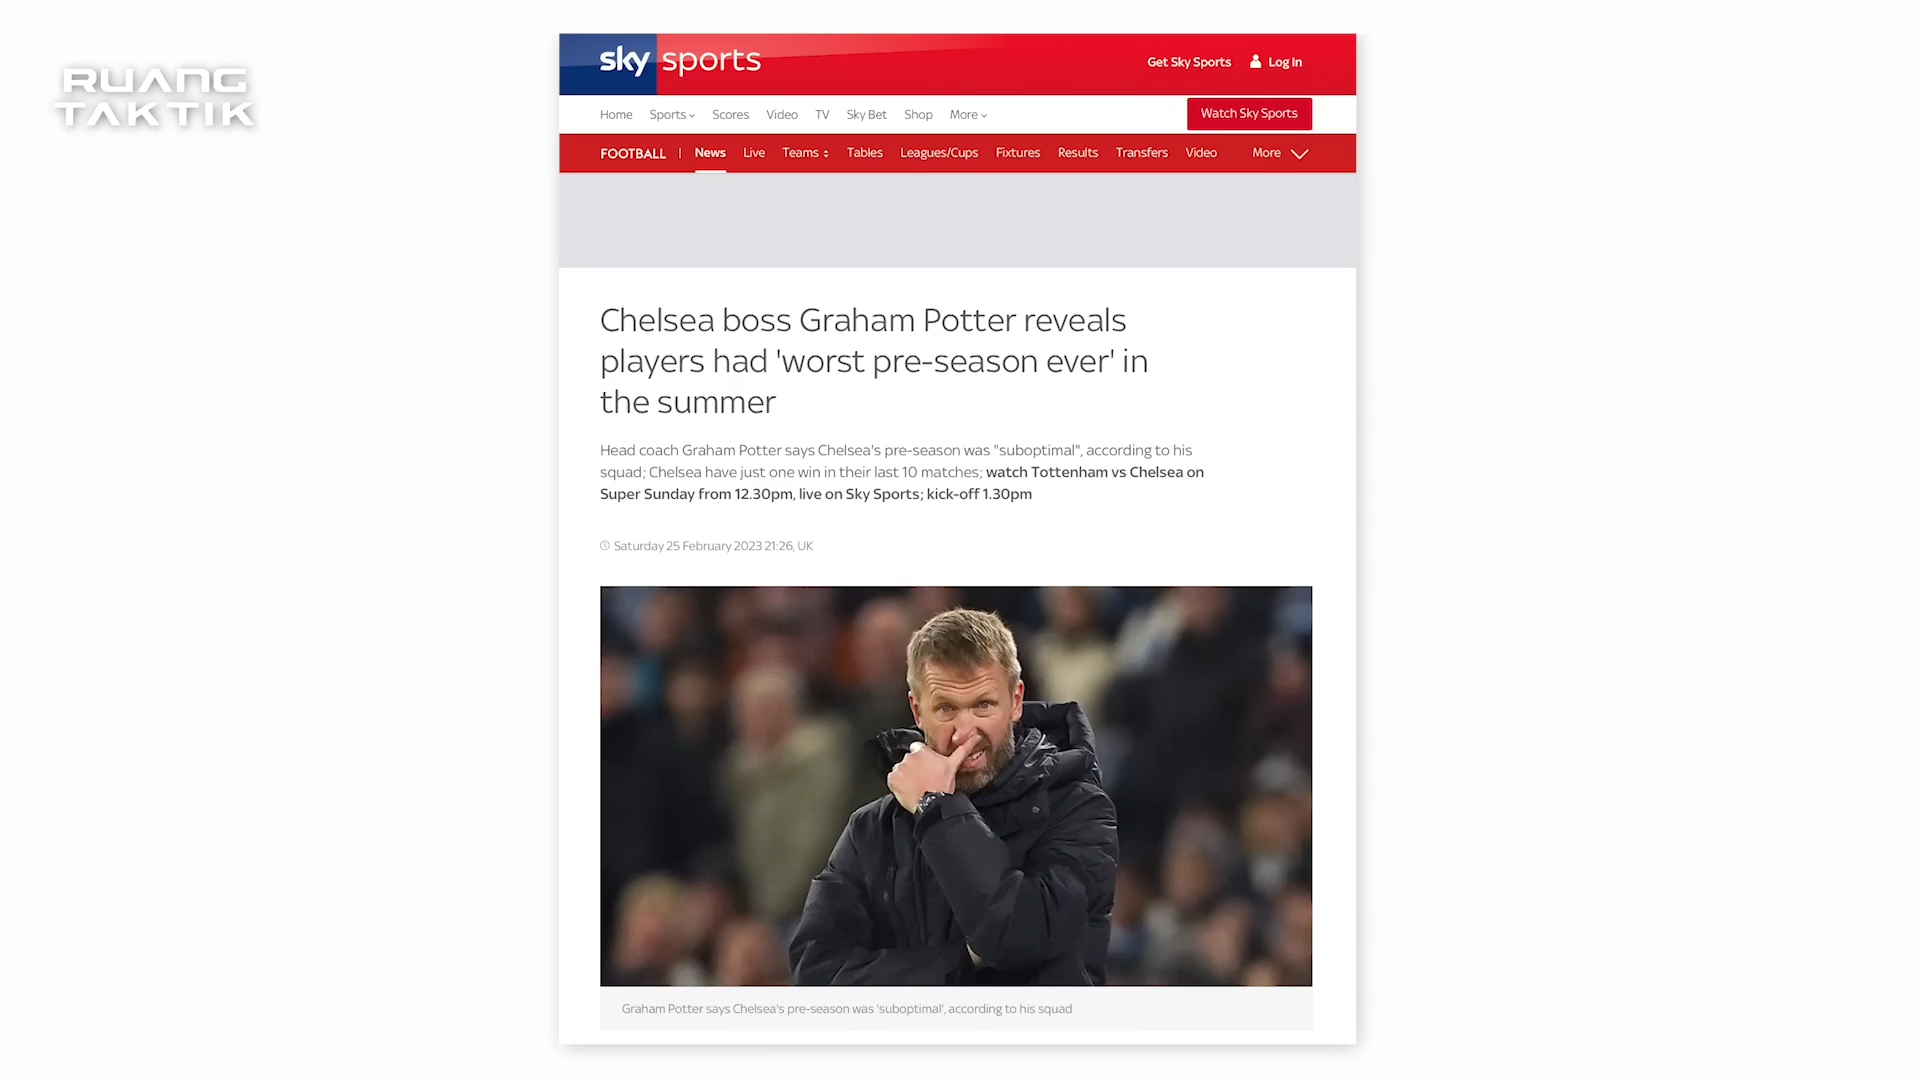 RUANG
TAKTIK
sky sports
Get Sky Sports
Log In
Home Sports Scores Video TV Sky Bet Shop More
Watch Sky Sports
FOOTBALL | News Live Teams Tables Leagues/Cups Fixtures Results Transfers Video More
Chelsea boss Graham Potter reveals
players had 'worst pre-season ever' in
the summer
Head coach Graham Potter says Chelsea's pre-season was "suboptimal", according to his
squad; Chelsea have just one win in their last 10 matches; watch Tottenham vs Chelsea on
Super Sunday from 12.30pm, live on Sky Sports; kick-off 1.30pm
Saturday 25 February 2023 21:26, UK
Graham Potter says Chelsea's pre-season was 'suboptimal', according to his squad